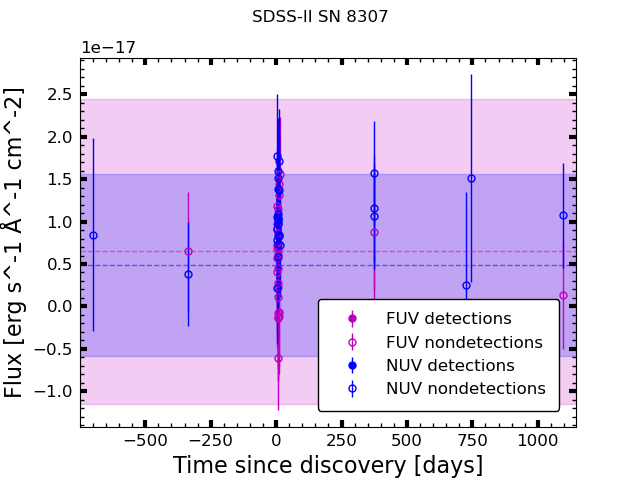 SDSS-II SN 8307
1e−17
2.5
2.0
1.5
1.0
0.5
0.0
−0.5
−1.0
Flux [erg s^-1 Å^-1 cm^-2]
FUV detections
FUV nondetections
NUV detections
NUV nondetections
−500 −250 0 250 500 750 1000
Time since discovery [days]